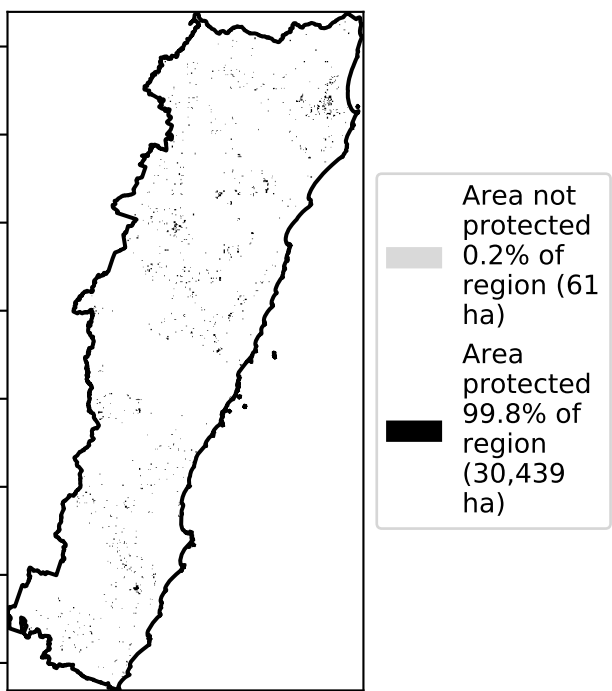 Area not
protected
0.2% of
region (61
ha)
Area
protected
99.8% of
region
(30,439
ha)